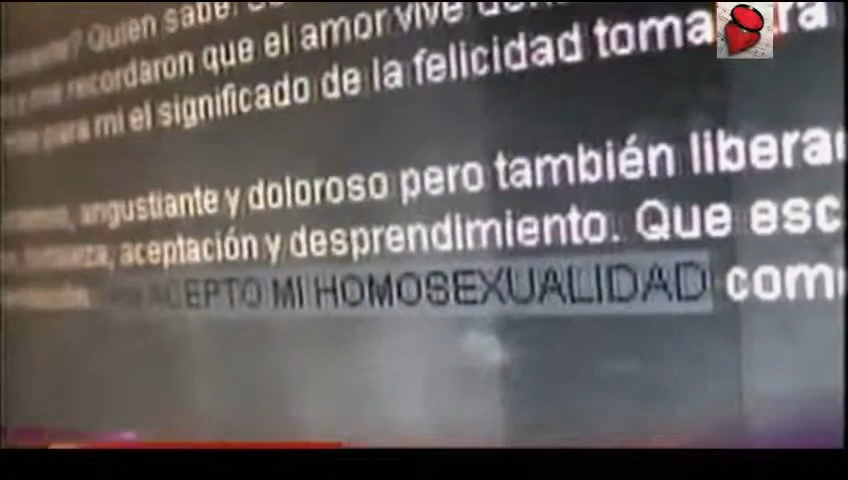 Quien sabe.
recordaron que el amor vive
para mi el significado de la felicidad toma
angustiante y doloroso pero también libera
aceptación y desprendimiento. Que esc
ACEPTO MI HOMOSEXUALIDAD com